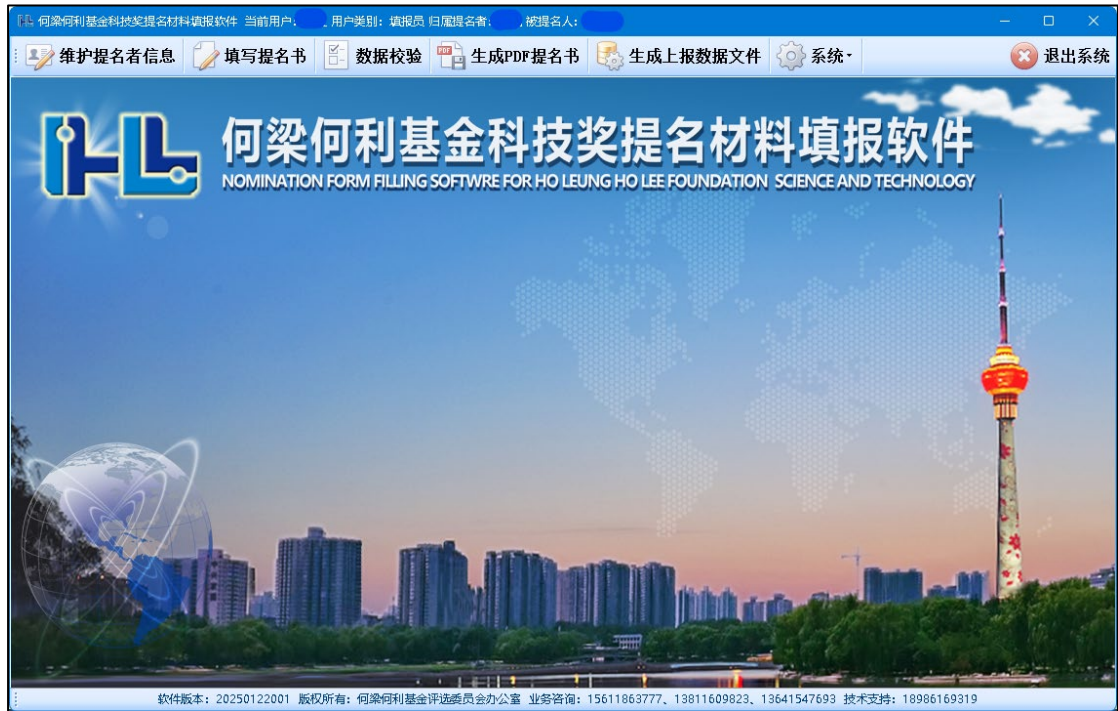 何梁何利基金科技奖提名材料填报软件 当前用户: 用户类别: 填报员 归属提名者: 被提名人:
维护提名者信息 填写提名书 数据校验 生成PDF提名书 生成上报数据文件 系统 退出系统
何梁何利基金科技奖提名材料填报软件
NOMINATION FORM FILLING SOFTWRE FOR HO LEUNG HO LEE FOUNDATION SCIENCE AND TECHNOLOGY
软件版本: 20250122001 版权所有: 何梁何利基金评选委员会办公室 业务咨询: 15611863777、13811609823、13641547693 技术支持: 18986169319